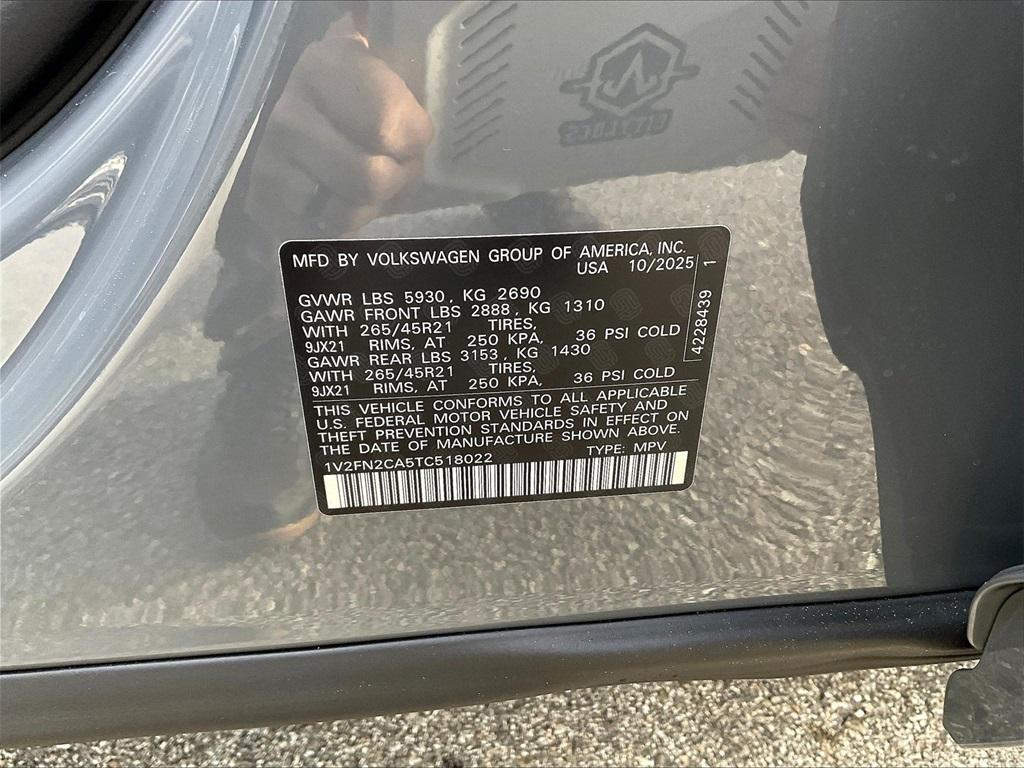 MFD BY VOLKSWAGEN GROUP OF AMERICA, INC.
USA 10/2025
GVWR LBS 5930, KG 2690
GAWR FRONT LBS 2888, KG 1310
WITH 265/45R21 TIRES,
9JX21 RIMS, AT 250 KPA, 36 PSI COLD
GAWR REAR LBS 3153, KG 1430
WITH 265/45R21 TIRES,
9JX21 RIMS, AT 250 KPA, 36 PSI COLD
THIS VEHICLE CONFORMS TO ALL APPLICABLE
U.S. FEDERAL MOTOR VEHICLE SAFETY AND
THEFT PREVENTION STANDARDS IN EFFECT ON
THE DATE OF MANUFACTURE SHOWN ABOVE.
1V2FN2CA5TC518022 TYPE: MPV
4228439 1